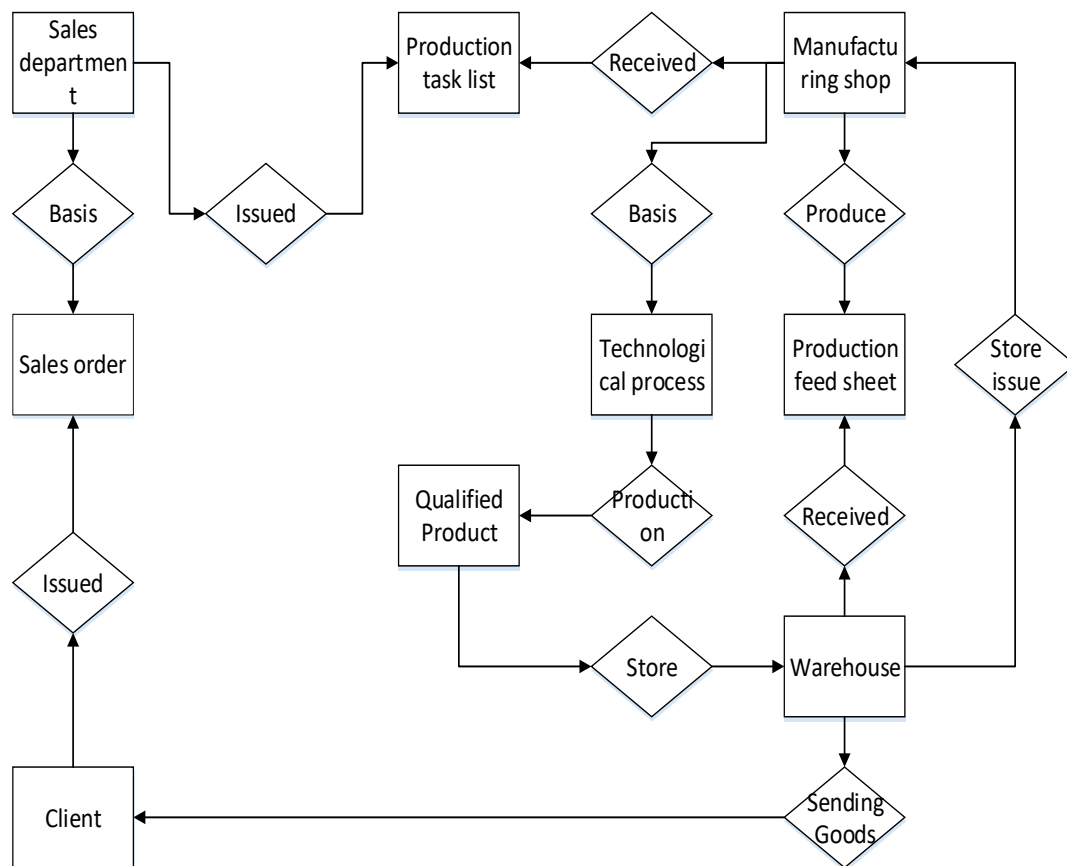 Sales
departmen
t
Production
task list
Received
Manufactu
ring shop
Basis
Issued
Basis
Produce
Sales order
Technologi
cal process
Production
feed sheet
Store
issue
Qualified
Product
Producti
on
Received
Issued
Store
Warehouse
Client
Sending
Goods